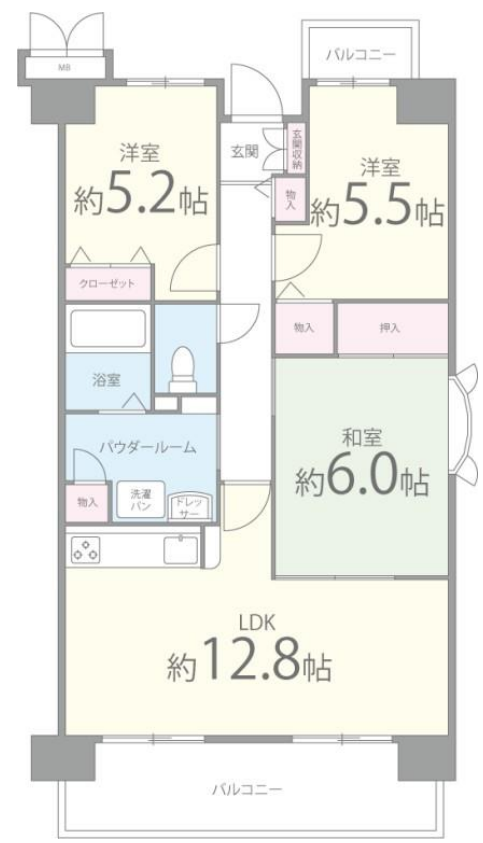 MB
バルコニー
洋室
約5.2帖
玄関
玄関収納
物入
洋室
約5.5帖
クローゼット
物入
押入
浴室
パウダールーム
和室
約6.0帖
物入
洗濯
パン
ドレッ
サー
LDK
約12.8帖
バルコニー